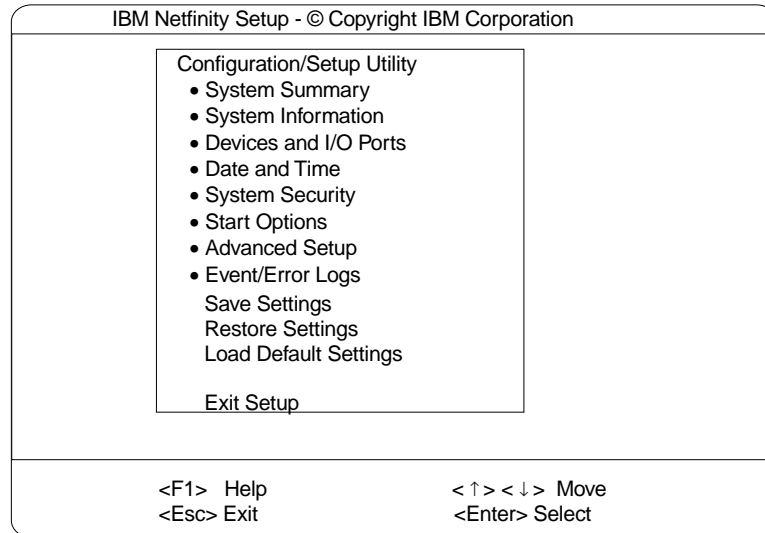 IBM Netfinity Setup - © Copyright IBM Corporation
Configuration/Setup Utility
• System Summary
• System Information
• Devices and I/O Ports
• Date and Time
• System Security
• Start Options
• Advanced Setup
• Event/Error Logs
Save Settings
Restore Settings
Load Default Settings
Exit Setup
<F1> Help <↑><↓> Move
<Esc> Exit <Enter> Select